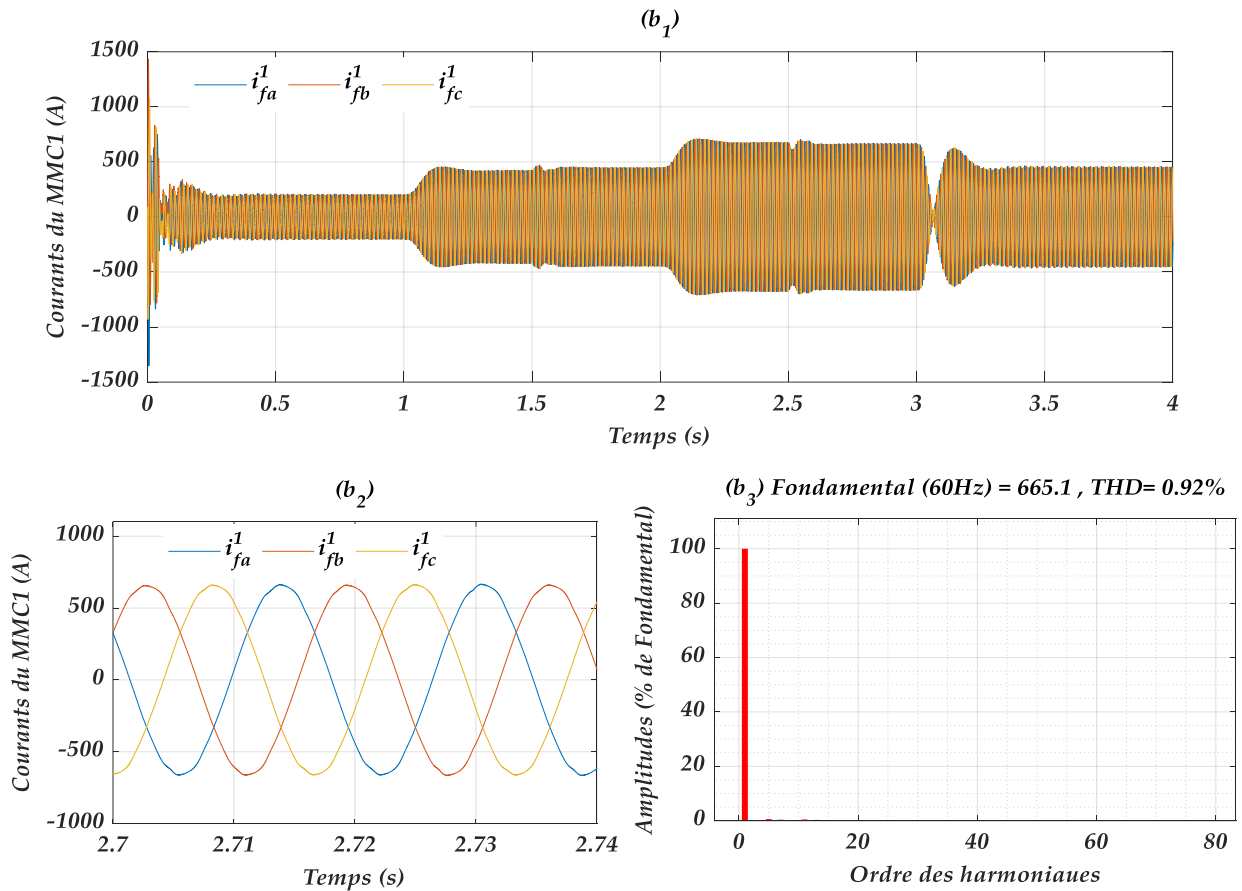 (b1)
Courants du MMC1 (A)
1500
1000
500
0
-500
-1000
-1500
i1fa i1fb i1fc
0 0.5 1 1.5 2 2.5 3 3.5 4
Temps (s)
(b2)
Courants du MMC1 (A)
1000
500
0
-500
-1000
i1fa i1fb i1fc
2.7 2.71 2.72 2.73 2.74
Temps (s)
(b3) Fondamental (60Hz) = 665.1 , THD= 0.92%
Amplitudes (% de Fondamental)
100
80
60
40
20
0
0 20 40 60 80
Ordre des harmoniaues